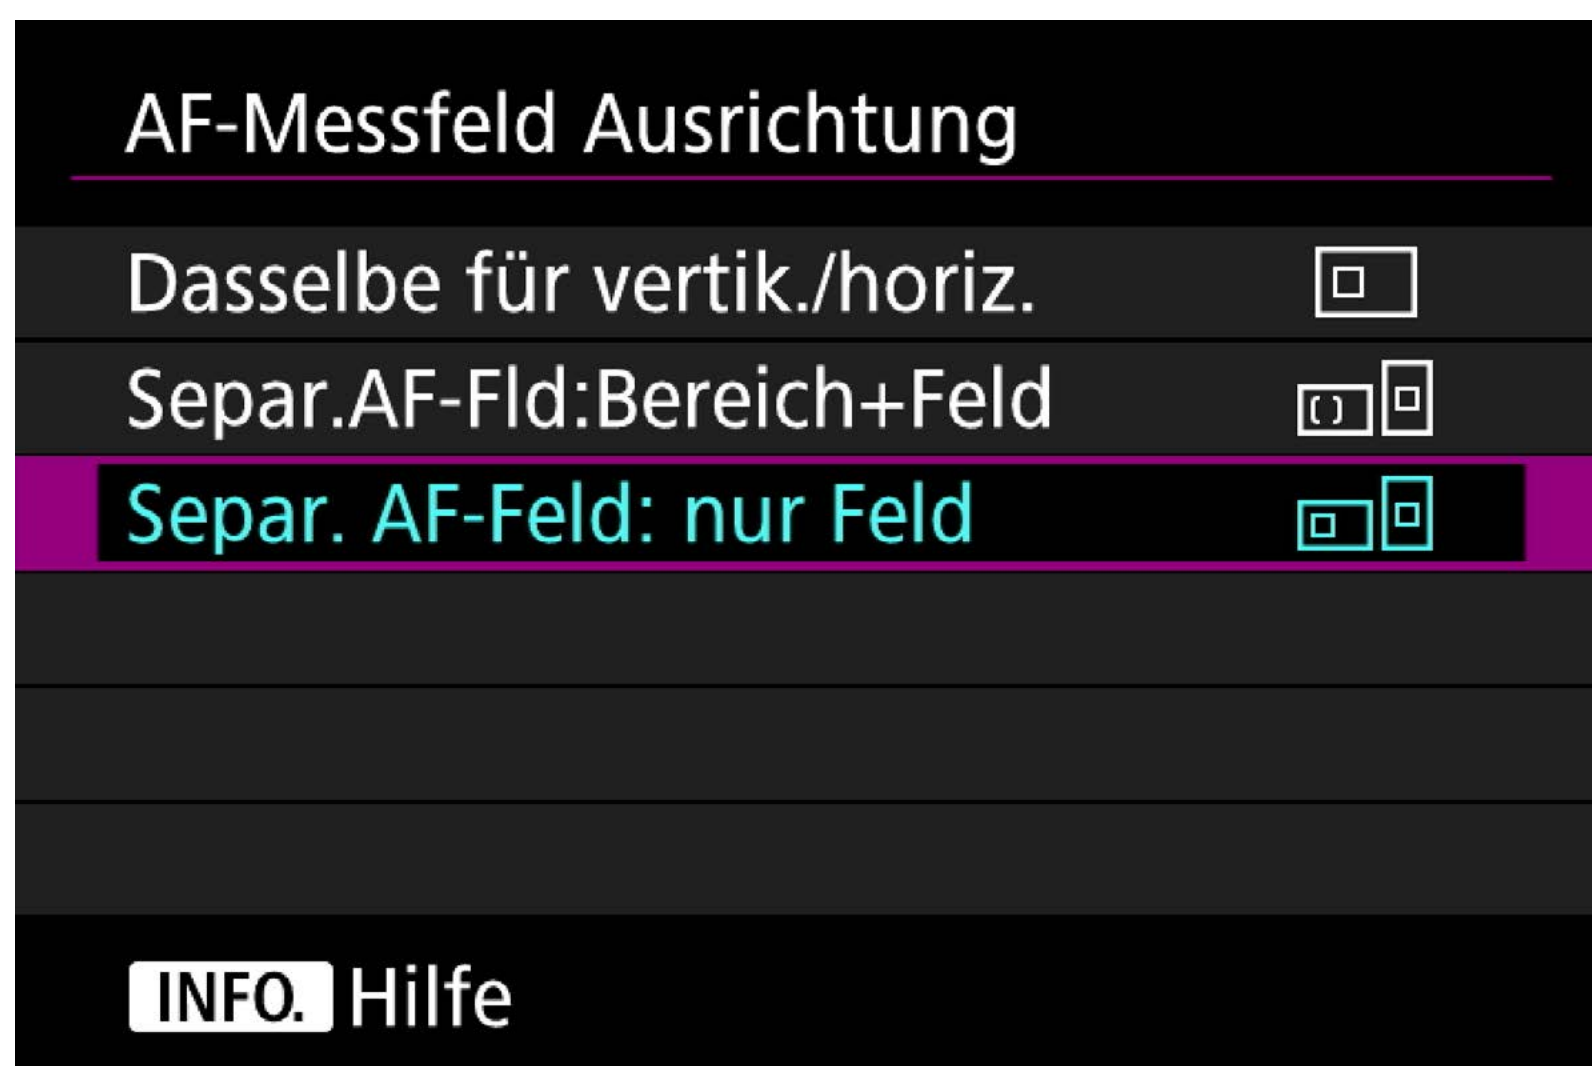 AF-Messfeld Ausrichtung
Dasselbe für vertik./horiz.
Separ.AF-Fld:Bereich+Feld
Separ. AF-Feld: nur Feld
INFO. Hilfe